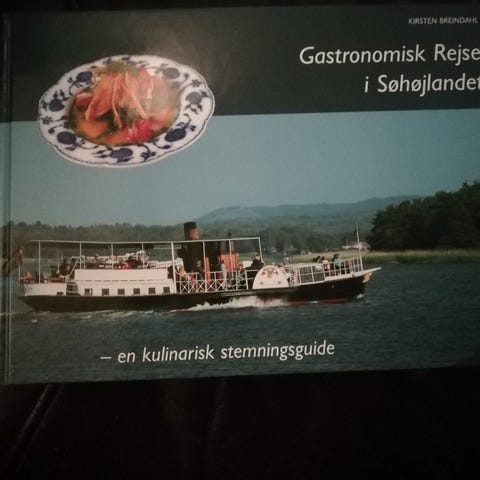 KIRSTEN BREINDAHL
Gastronomisk Rejse
i Søhøjlandet
– en kulinarisk stemningsguide